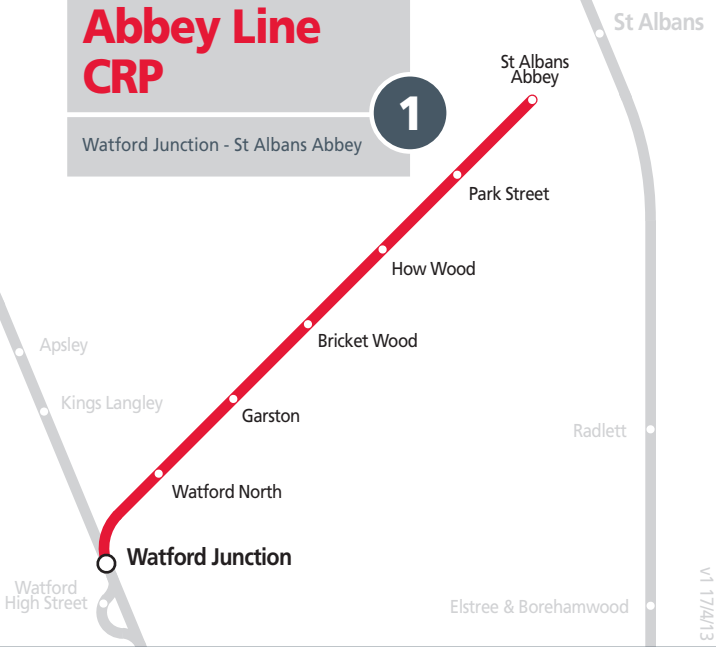 Abbey Line
CRP
1
Watford Junction - St Albans Abbey
St Albans
St Albans
Abbey
Park Street
How Wood
Bricket Wood
Apsley
Kings Langley
Garston
Radlett
Watford North
Watford Junction
Watford
High Street
Elstree & Borehamwood
v1 17/4/13